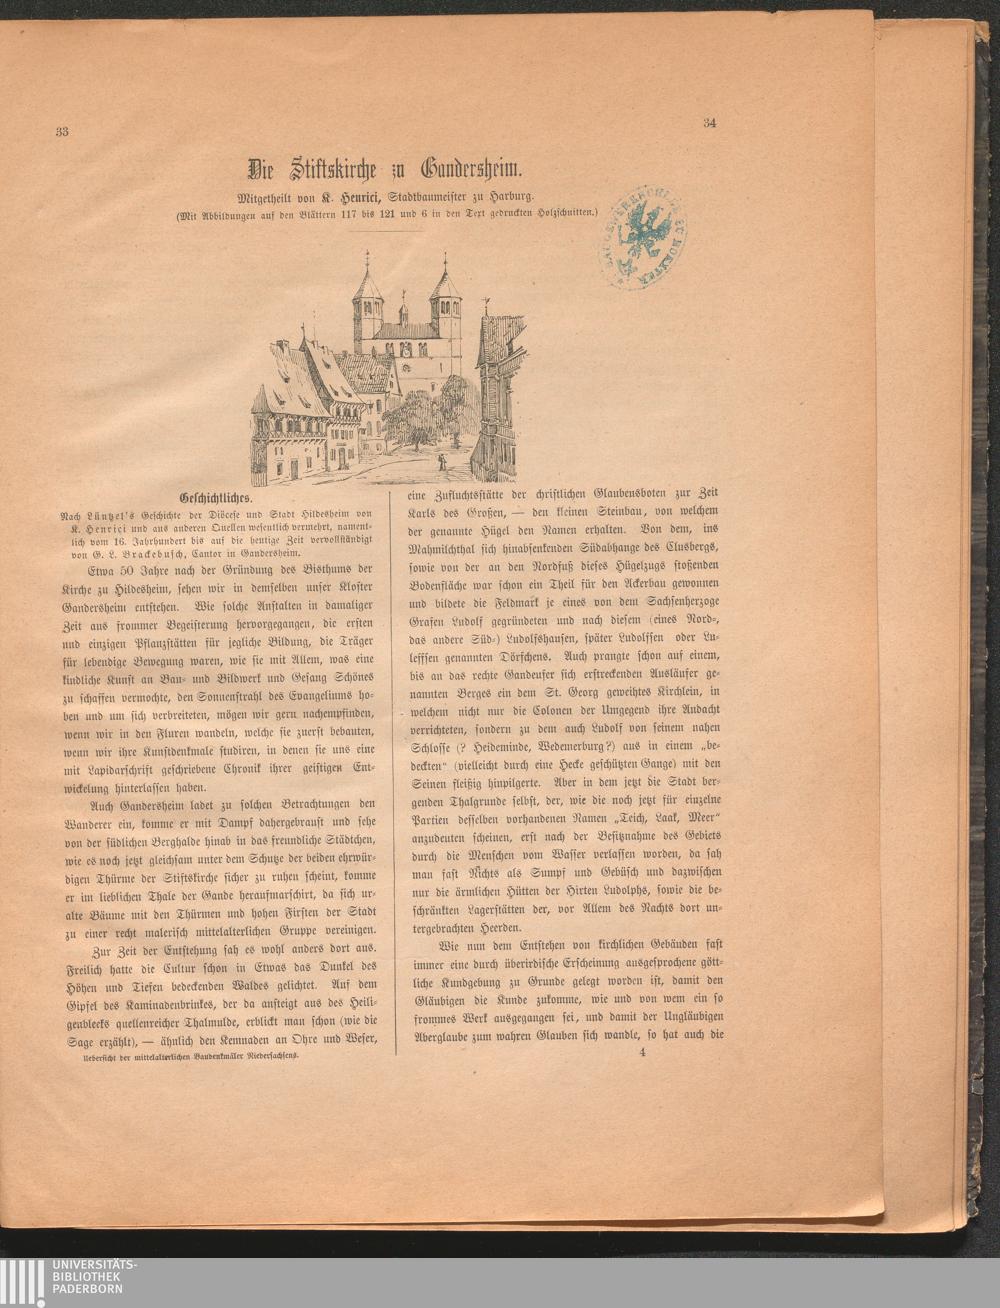 33
34
Die Stiftskirche zu Gandersheim.
Mitgetheilt von K. Henrici, Stadtbaumeister zu Harburg.
(Mit Abbildungen auf den Blättern 117 bis 121 und 6 in den Text gedruckten Holzschnitten.)
Geschichtliches.
Nach Lüntzel's Geschichte der Diöcese und Stadt Hildesheim von
K. Henrici und aus anderen Quellen wesentlich vermehrt, nament-
lich vom 16. Jahrhundert bis auf die heutige Zeit vervollständigt
von G. L. Brackebusch, Cantor in Gandersheim.
Etwa 50 Jahre nach der Gründung des Bisthums der
Kirche zu Hildesheim, sehen wir in demselben unser Kloster
Gandersheim entstehen. Wie solche Anstalten in damaliger
Zeit aus frommer Begeisterung hervorgegangen, die ersten
und einzigen Pflanzstätten für jegliche Bildung, die Träger
für lebendige Bewegung waren, wie sie mit Allem, was eine
kindliche Kunst an Bau- und Bildwerk und Gesang Schönes
zu schaffen vermochte, den Sonnenstrahl des Evangeliums ho-
ben und um sich verbreiteten, mögen wir gern nachempfinden,
wenn wir in den Fluren wandeln, welche sie zuerst bebauten,
wenn wir ihre Kunstdenkmale studiren, in denen sie uns eine
mit Lapidarschrift geschriebene Chronik ihrer geistigen Ent-
wickelung hinterlassen haben.
Auch Gandersheim ladet zu solchen Betrachtungen den
Wanderer ein, komme er mit Dampf dahergebraust und sehe
von der südlichen Berghalde hinab in das freundliche Städtchen,
wie es noch jetzt gleichsam unter dem Schutze der beiden ehrwür-
digen Thürme der Stiftskirche sicher zu ruhen scheint, komme
er im lieblichen Thale der Gande heraufmarschirt, da sich ur-
alte Bäume mit den Thürmen und hohen Firsten der Stadt
zu einer recht malerisch mittelalterlichen Gruppe vereinigen.
Zur Zeit der Entstehung sah es wohl anders dort aus.
Freilich hatte die Cultur schon in Etwas das Dunkel des
Höhen und Tiefen bedeckenden Waldes gelichtet. Auf dem
Gipfel des Kaminadenbrinkes, der da ansteigt aus des Heili-
genbleeks quellenreicher Thalmulde, erblickt man schon (wie die
Sage erzählt), — ähnlich den Kemnaden an Ohre und Weser,
Uebersicht der mittelalterlichen Baudenkmäler Niedersachsens.
eine Zufluchtsstätte der christlichen Glaubensboten zur Zeit
Karls des Großen, — den kleinen Steinbau, von welchem
der genannte Hügel den Namen erhalten. Von dem, ins
Mahmilchthal sich hinabsenkenden Südabhange des Clusbergs,
sowie von der an den Nordfuß dieses Hügelzugs stoßenden
Bodenfläche war schon ein Theil für den Ackerbau gewonnen
und bildete die Feldmark je eines von dem Sachsenherzoge
Grafen Ludolf gegründeten und nach diesem (eines Nord-,
das andere Süd-) Ludolfshausen, später Ludolfsen oder Lu-
lefssen genannten Dörfchens. Auch prangte schon auf einem,
bis an das rechte Gandeufer sich erstreckenden Ausläufer ge-
nannten Berges ein dem St. Georg geweihtes Kirchlein, in
welchem nicht nur die Colonen der Umgegend ihre Andacht
verrichteten, sondern zu dem auch Ludolf von seinem nahen
Schlosse (? Heideminde, Wedemerburg?) aus in einem „be-
deckten“ (vielleicht durch eine Hecke geschützten Gange) mit den
Seinen fleißig hinpilgerte. Aber in dem jetzt die Stadt ber-
genden Thalgrunde selbst, der, wie die noch jetzt für einzelne
Partien desselben vorhandenen Namen „Teich, Laak, Meer“
anzudeuten scheinen, erst nach der Besitznahme des Gebiets
durch die Menschen vom Wasser verlassen worden, da sah
man fast Nichts als Sumpf und Gebüsch und dazwischen
nur die ärmlichen Hütten der Hirten Ludolphs, sowie die be-
schränkten Lagerstätten der, vor Allem des Nachts dort un-
tergebrachten Heerden.
Wie nun dem Entstehen von kirchlichen Gebäuden fast
immer eine durch überirdische Erscheinung ausgesprochene gött-
liche Kundgebung zu Grunde gelegt worden ist, damit den
Gläubigen die Kunde zukomme, wie und von wem ein so
frommes Werk ausgegangen sei, und damit der Ungläubigen
Aberglaube zum wahren Glauben sich wandle, so hat auch die
4
UNIVERSITÄTS-
BIBLIOTHEK
PADERBORN